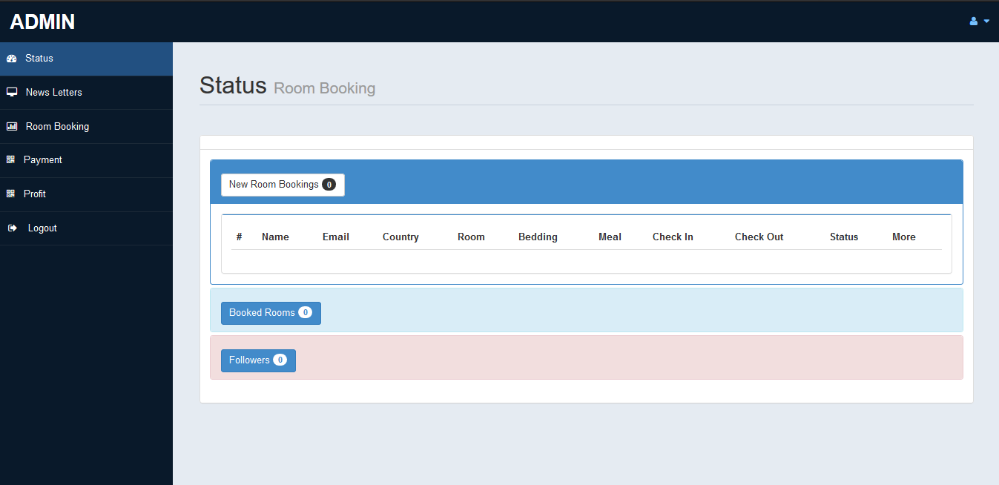 ADMIN
Status
News Letters
Room Booking
Payment
Profit
Logout
Status Room Booking
New Room Bookings 0
# Name Email Country Room Bedding Meal Check In Check Out Status More
Booked Rooms 0
Followers 0